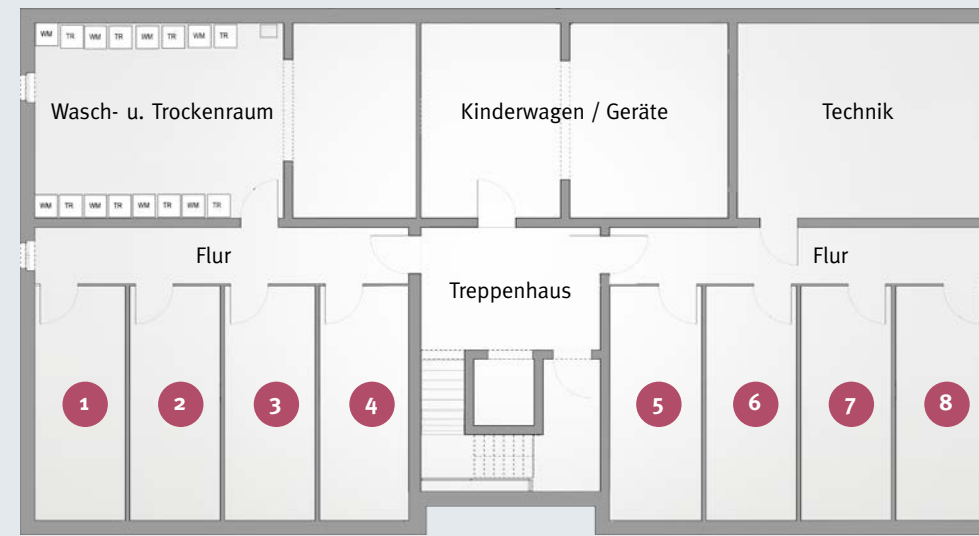 WM TR WM TR WM TR WM TR
Wasch- u. Trockenraum
Kinderwagen / Geräte
Technik
WM TR WM TR WM TR WM TR
Flur
Flur
Treppenhaus
1 2 3 4 5 6 7 8